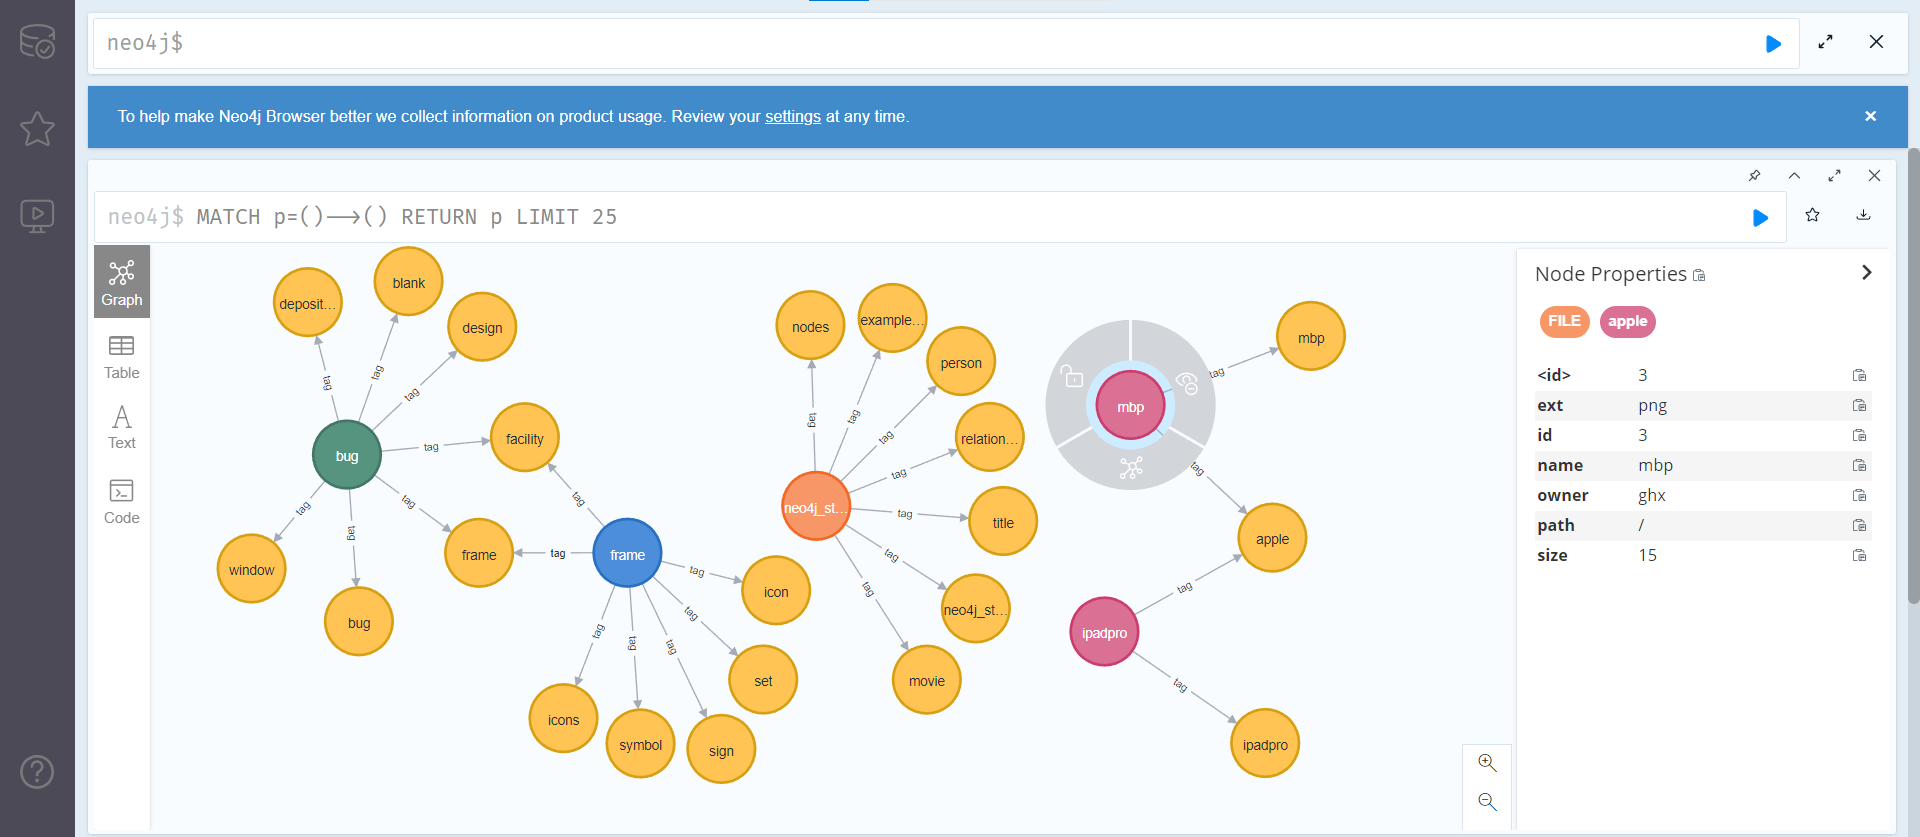 neo4j$
To help make Neo4j Browser better we collect information on product usage. Review your settings at any time.
neo4j$ MATCH p=()⟶() RETURN p LIMIT 25
Graph
Table
Text
Code
deposit...
blank
design
bug
facility
window
bug
frame
frame
icon
icons
symbol
sign
set
tag
tag
tag
tag
tag
tag
tag
tag
tag
tag
tag
tag
tag
tag
nodes
example...
person
relation...
title
neo4j_st...
neo4j_st...
movie
tag
tag
tag
tag
tag
tag
tag
mbp
mbp
apple
ipadpro
ipadpro
tag
tag
tag
tag
Node Properties
FILE apple
<id> 3
ext png
id 3
name mbp
owner ghx
path /
size 15